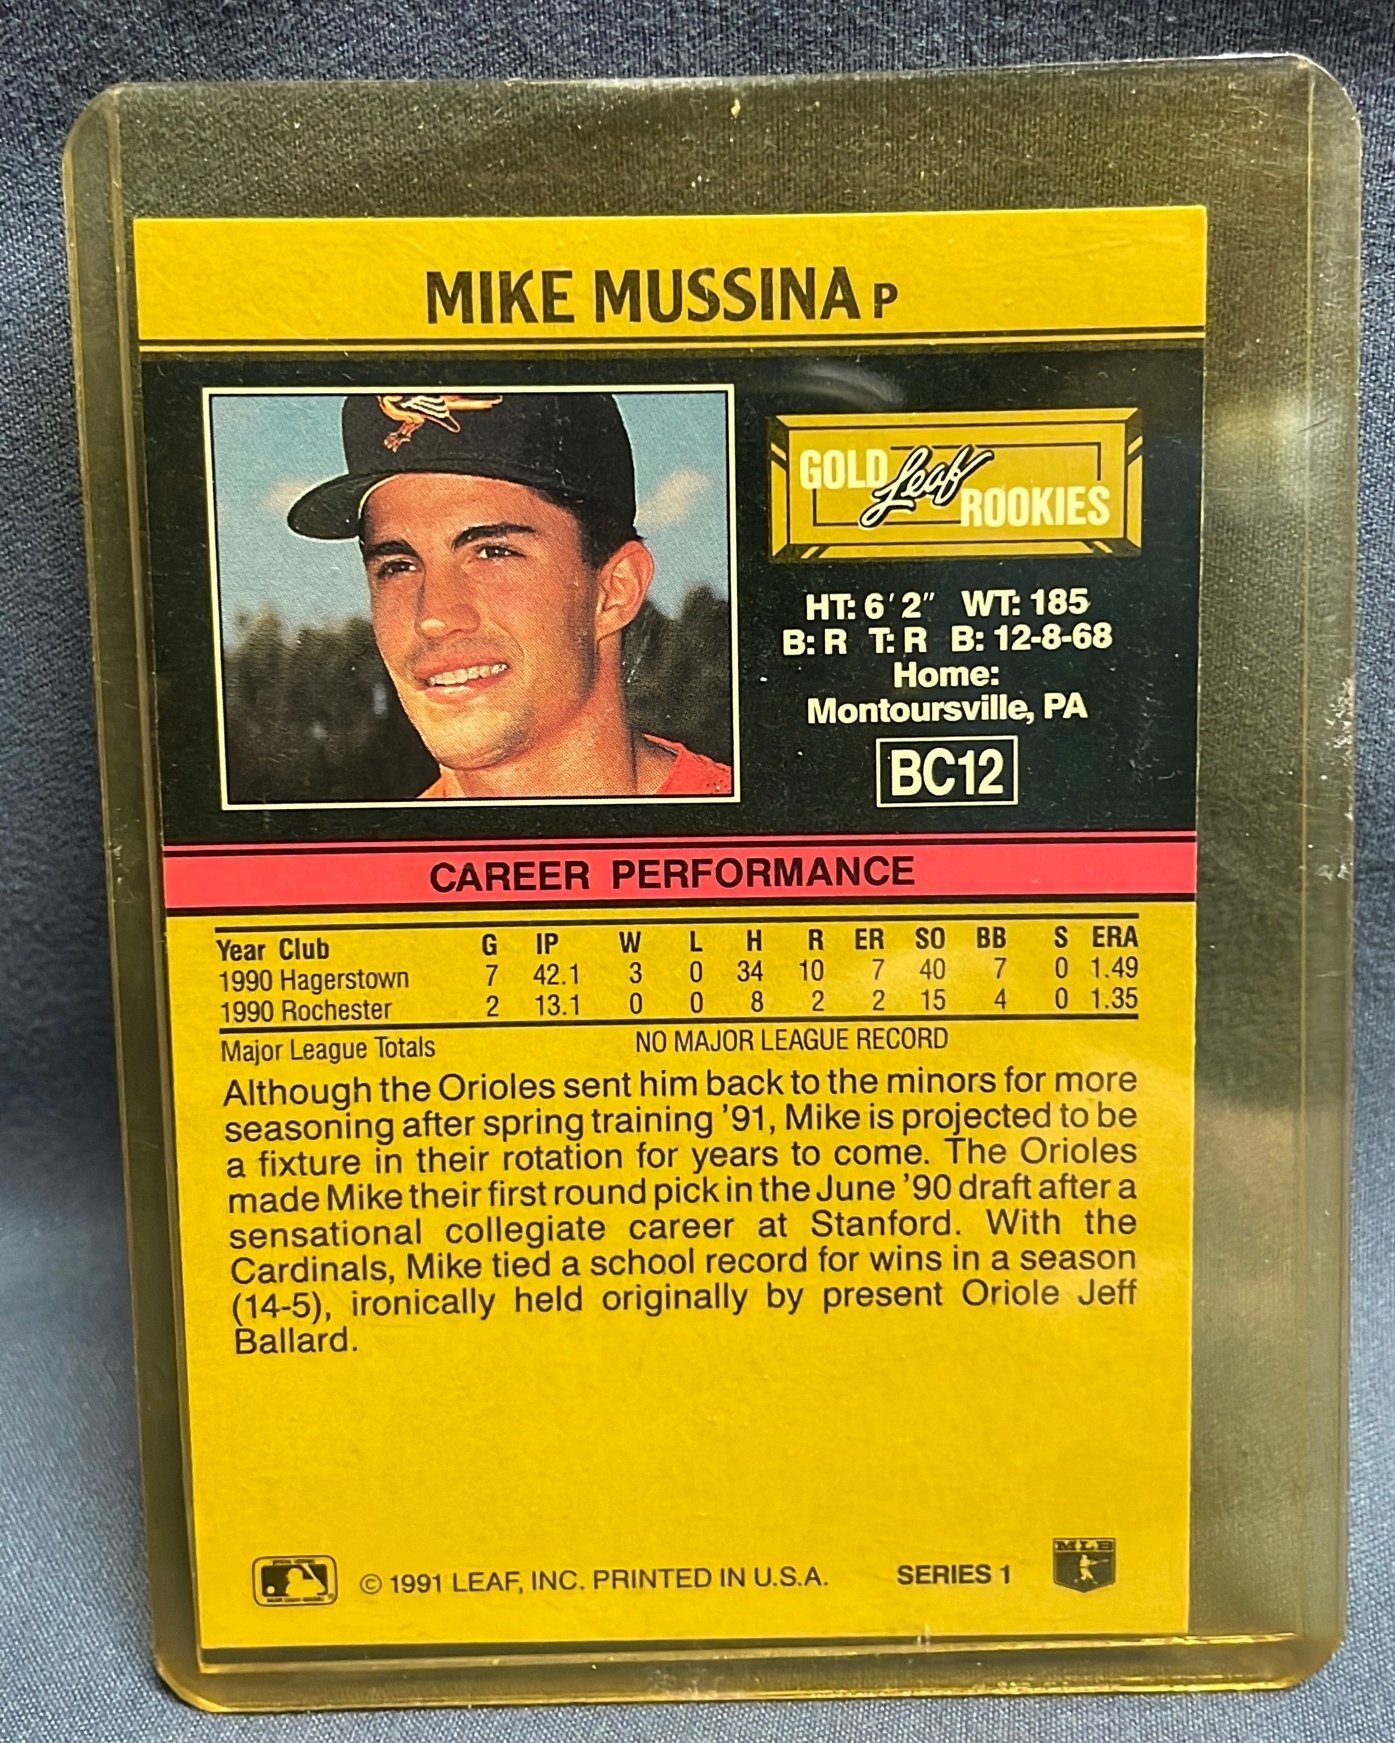 MIKE MUSSINA P
GOLD Leaf ROOKIES
HT: 6′2″ WT: 185
B: R T: R B: 12-8-68
Home:
Montoursville, PA
BC12
CAREER PERFORMANCE
Year Club G IP W L H R ER SO BB S ERA
1990 Hagerstown 7 42.1 3 0 34 10 7 40 7 0 1.49
1990 Rochester 2 13.1 0 0 8 2 2 15 4 0 1.35
Major League Totals NO MAJOR LEAGUE RECORD
Although the Orioles sent him back to the minors for more
seasoning after spring training ’91, Mike is projected to be
a fixture in their rotation for years to come. The Orioles
made Mike their first round pick in the June ’90 draft after a
sensational collegiate career at Stanford. With the
Cardinals, Mike tied a school record for wins in a season
(14-5), ironically held originally by present Oriole Jeff
Ballard.
© 1991 LEAF, INC. PRINTED IN U.S.A. SERIES 1 MLB